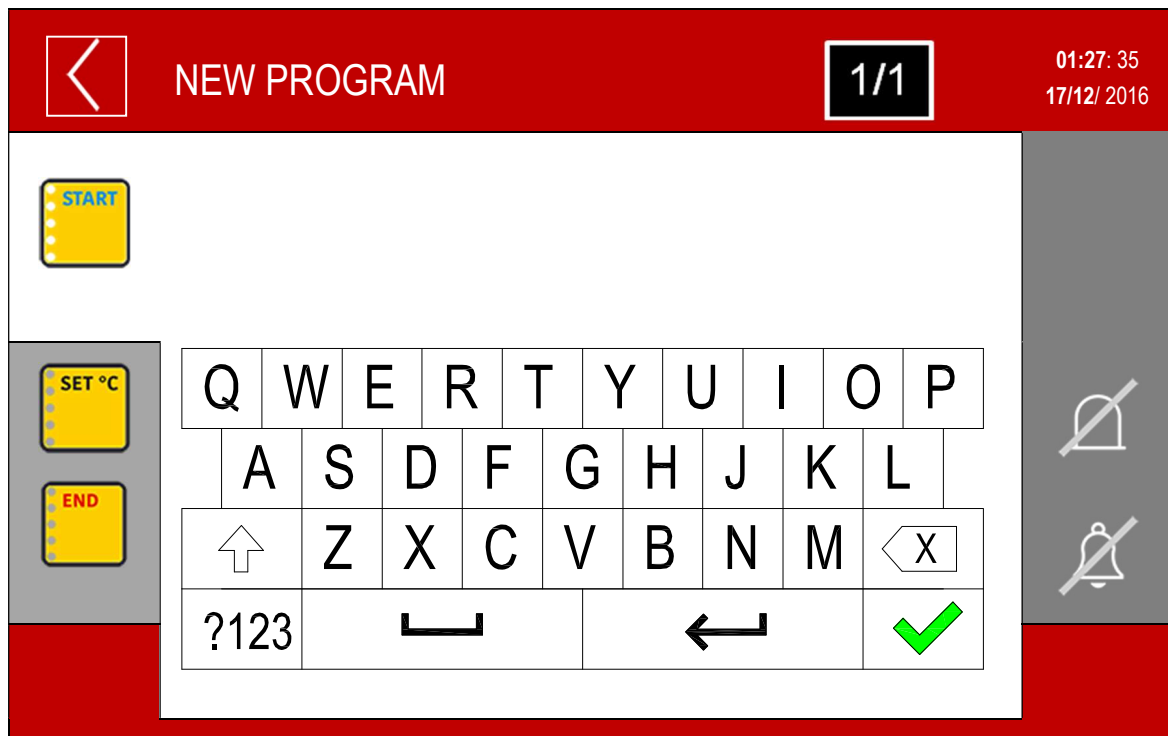 NEW PROGRAM
1/1
01:27: 35
17/12/ 2016
START
SET °C
END
Q W E R T Y U I O P
A S D F G H J K L
Z X C V B N M X
?123